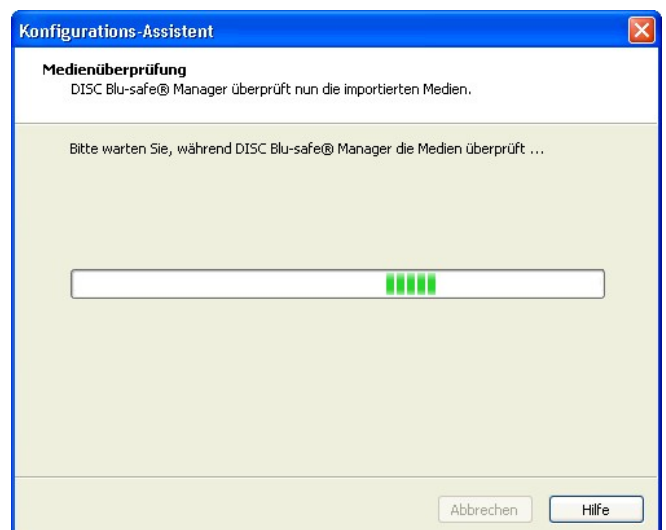 Konfigurations-Assistent
Medienüberprüfung
DISC Blu-safe® Manager überprüft nun die importierten Medien.
Bitte warten Sie, während DISC Blu-safe® Manager die Medien überprüft ...
Abbrechen
Hilfe